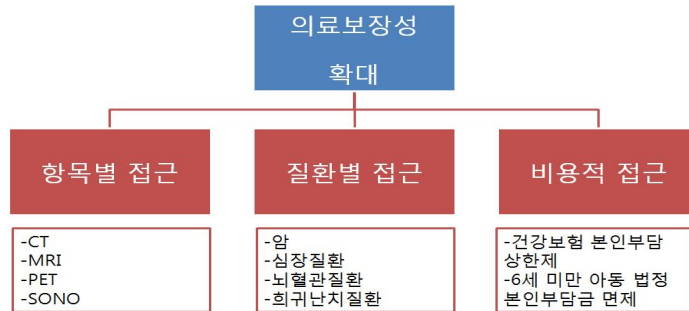 의료보장성
확대
항목별 접근
질환별 접근
비용적 접근
-CT
-MRI
-PET
-SONO
-암
-심장질환
-뇌혈관질환
-희귀난치질환
-건강보험 본인부담
상한제
-6세 미만 아동 법정
본인부담금 면제